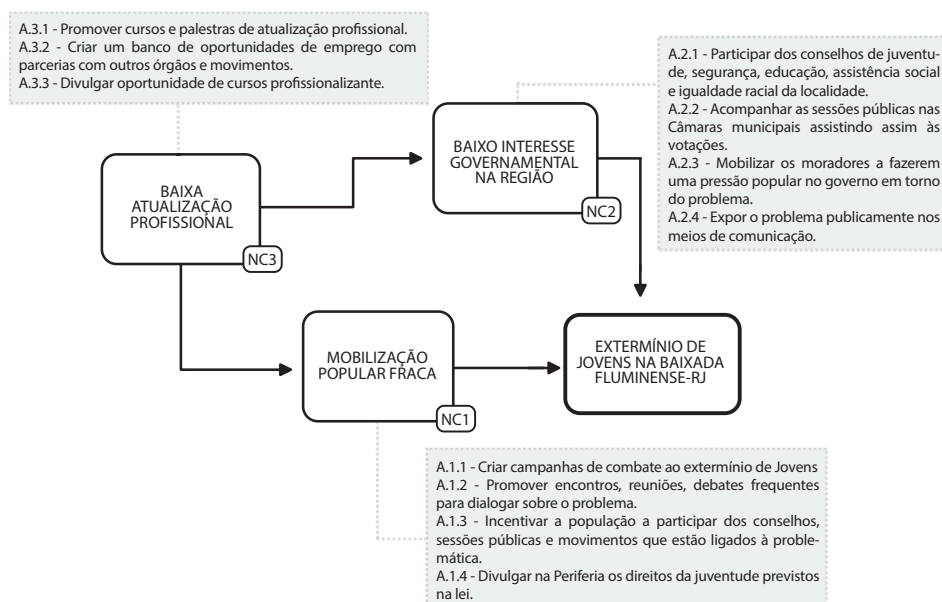 A.3.1 - Promover cursos e palestras de atualização profissional.
A.3.2 - Criar um banco de oportunidades de emprego com
parcerias com outros órgãos e movimentos.
A.3.3 - Divulgar oportunidade de cursos profissionalizante.
A.2.1 - Participar dos conselhos de juventu-
de, segurança, educação, assistência social
e igualdade racial da localidade.
A.2.2 - Acompanhar as sessões públicas nas
Câmaras municipais assistindo assim às
votações.
A.2.3 - Mobilizar os moradores a fazerem
uma pressão popular no governo em torno
do problema.
A.2.4 - Expor o problema publicamente nos
meios de comunicação.
BAIXO INTERESSE
GOVERNAMENTAL
NA REGIÃO
NC2
BAIXA
ATUALIZAÇÃO
PROFISSIONAL
NC3
MOBILIZAÇÃO
POPULAR FRACA
NC1
EXTERMÍNIO DE
JOVENS NA BAIXADA
FLUMINENSE-RJ
A.1.1 - Criar campanhas de combate ao extermínio de Jovens
A.1.2 - Promover encontros, reuniões, debates frequentes
para dialogar sobre o problema.
A.1.3 - Incentivar a população a participar dos conselhos,
sessões públicas e movimentos que estão ligados à proble-
mática.
A.1.4 - Divulgar na Periferia os direitos da juventude previstos
na lei.